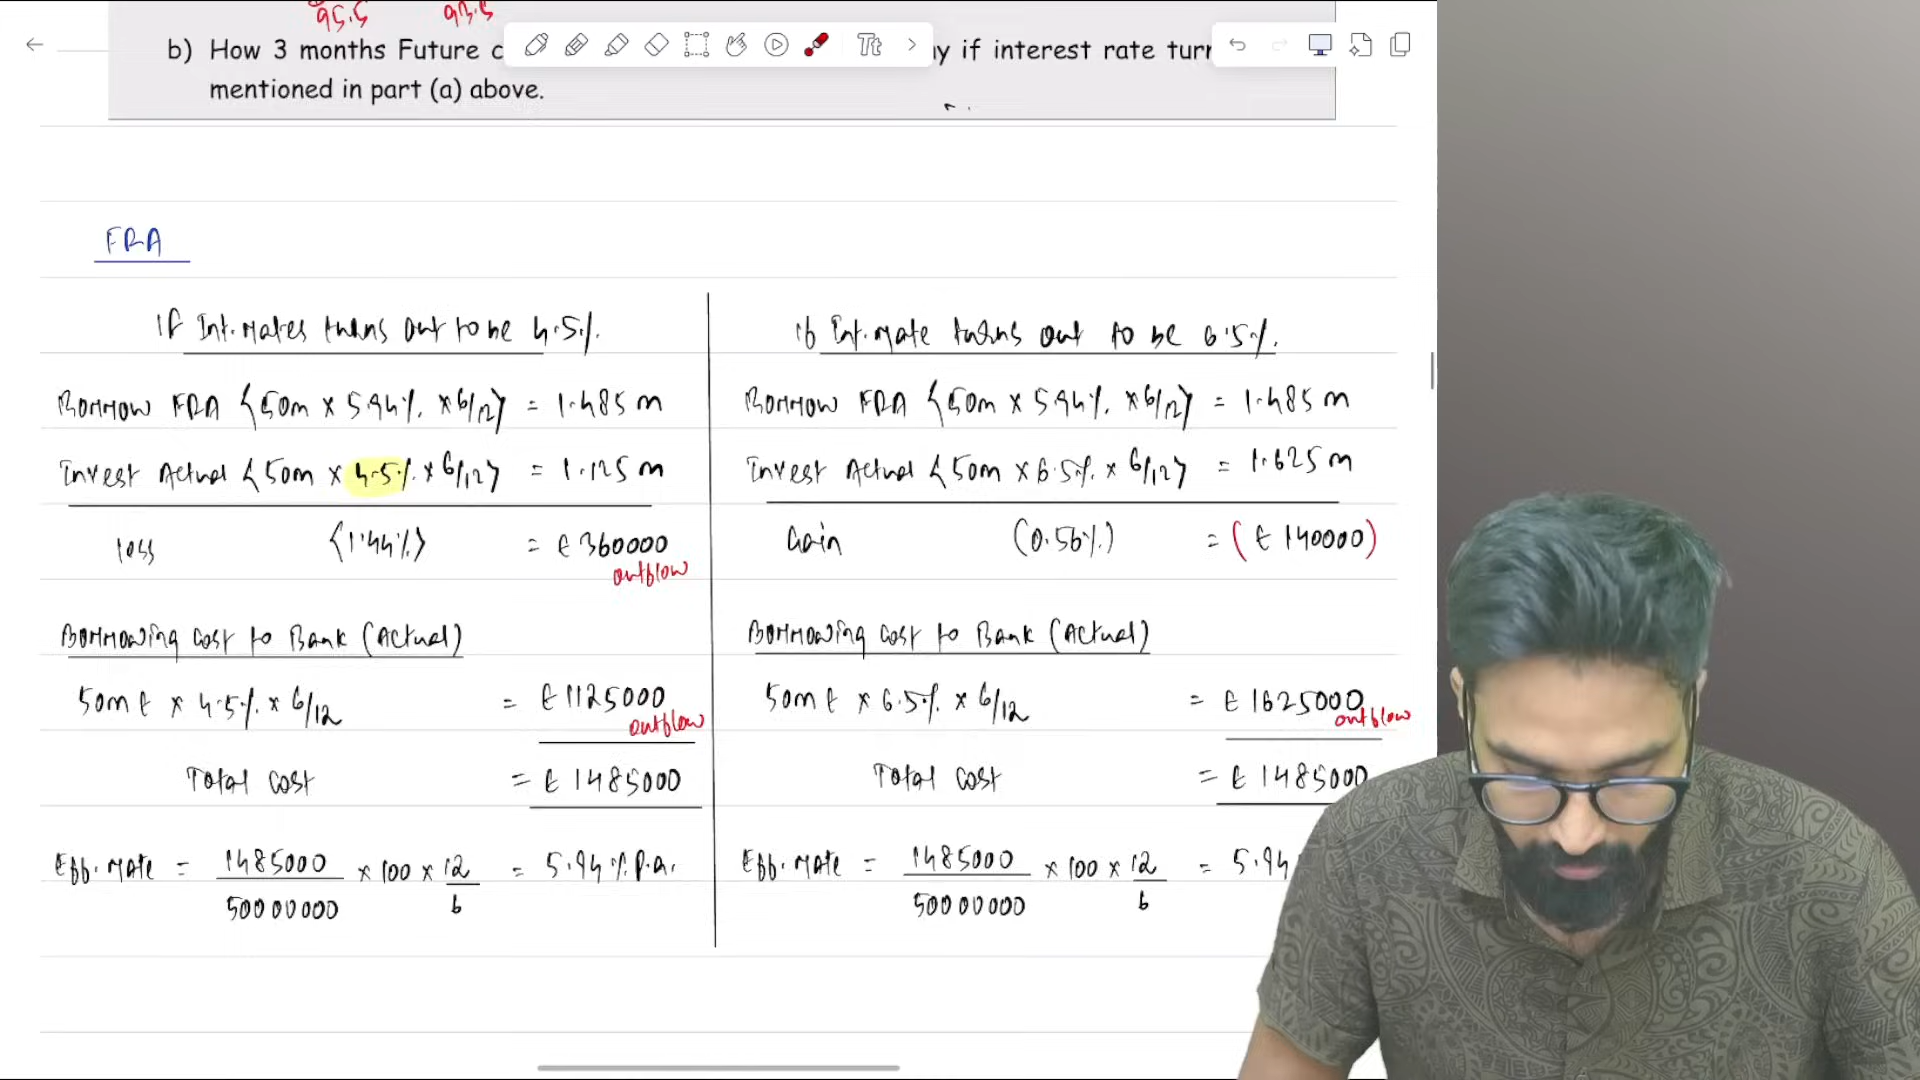 95.5 93.5
b) How 3 months Future c
y if interest rate turn
mentioned in part (a) above.
Tt
FRA
If Int. Rates turns out to be 4.5%.
Borrow FRA {50m x 5.94% x 6/12} = 1.485 m
Invest Actual {50m x 4.5% x 6/12} = 1.125 m
loss {1.44%} = £ 360000
outflow
Borrowing cost to Bank (Actual)
50m £ x 4.5% x 6/12 = £ 1125000
outflow
Total cost = £ 1485000
Eff. rate = 1485000 / 50000000 x 100 x 12/6 = 5.94 % p.a.
If Int. rate turns out to be 6.5%.
Borrow FRA {50m x 5.94% x 6/12} = 1.485 m
Invest Actual {50m x 6.5% x 6/12} = 1.625 m
Gain (0.56%) = (£ 140000)
Borrowing cost to Bank (Actual)
50m £ x 6.5% x 6/12 = £ 1625000
outflow
Total cost = £ 1485000
Eff. rate = 1485000 / 50000000 x 100 x 12/6 = 5.94